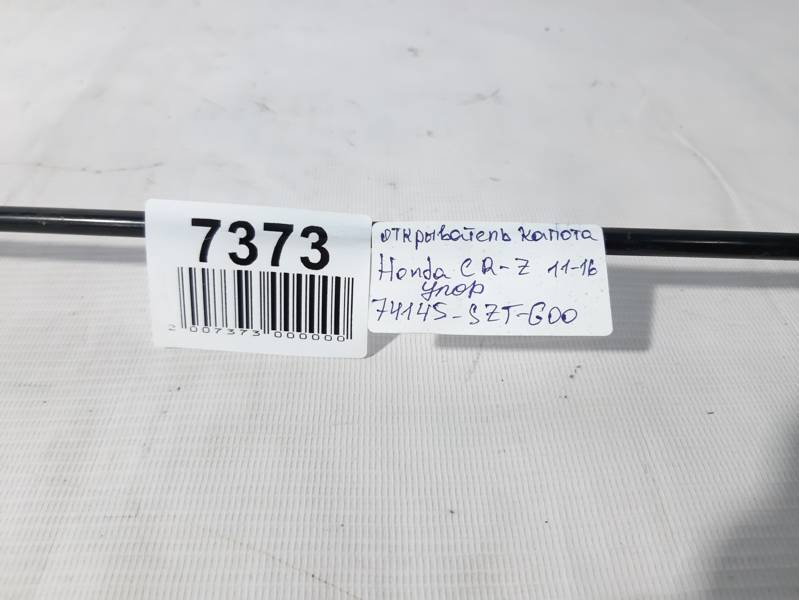 7373
2 007373 000000
открыватель капота
Honda CR-Z 11-16
упор
74145-SZT-G00